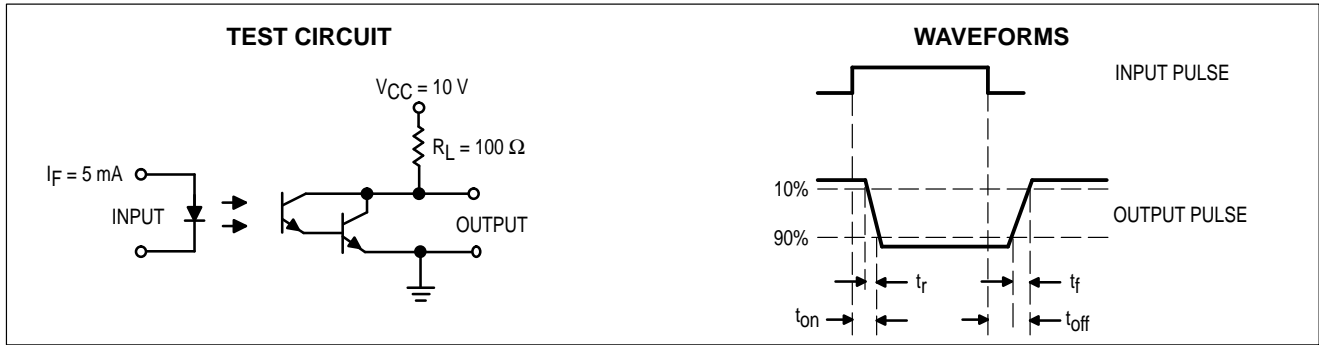 TEST CIRCUIT
VCC = 10 V
RL = 100 Ω
IF = 5 mA
INPUT
OUTPUT
WAVEFORMS
INPUT PULSE
10%
OUTPUT PULSE
90%
tr
tf
ton
toff